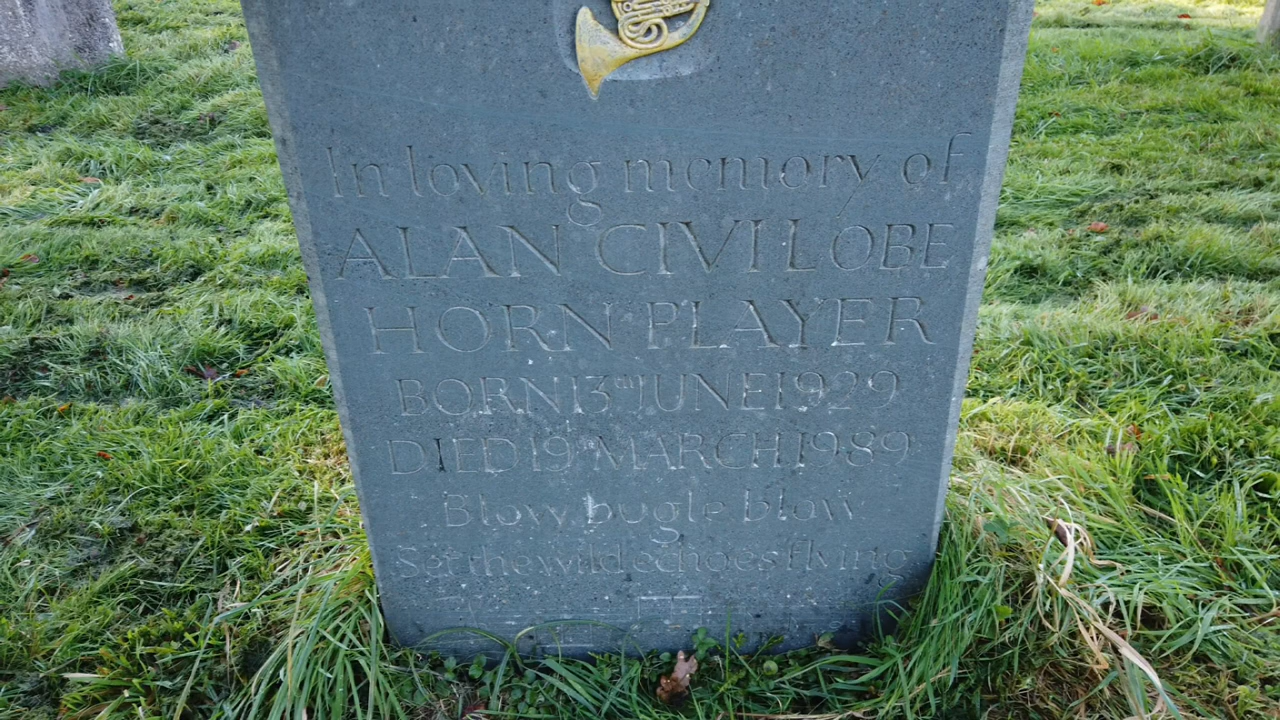 In loving memory of
ALAN CIVIL OBE
HORN PLAYER
BORN 13TH JUNE 1929
DIED 19TH MARCH 1989
Blow bugle blow
Set the wild echoes flying